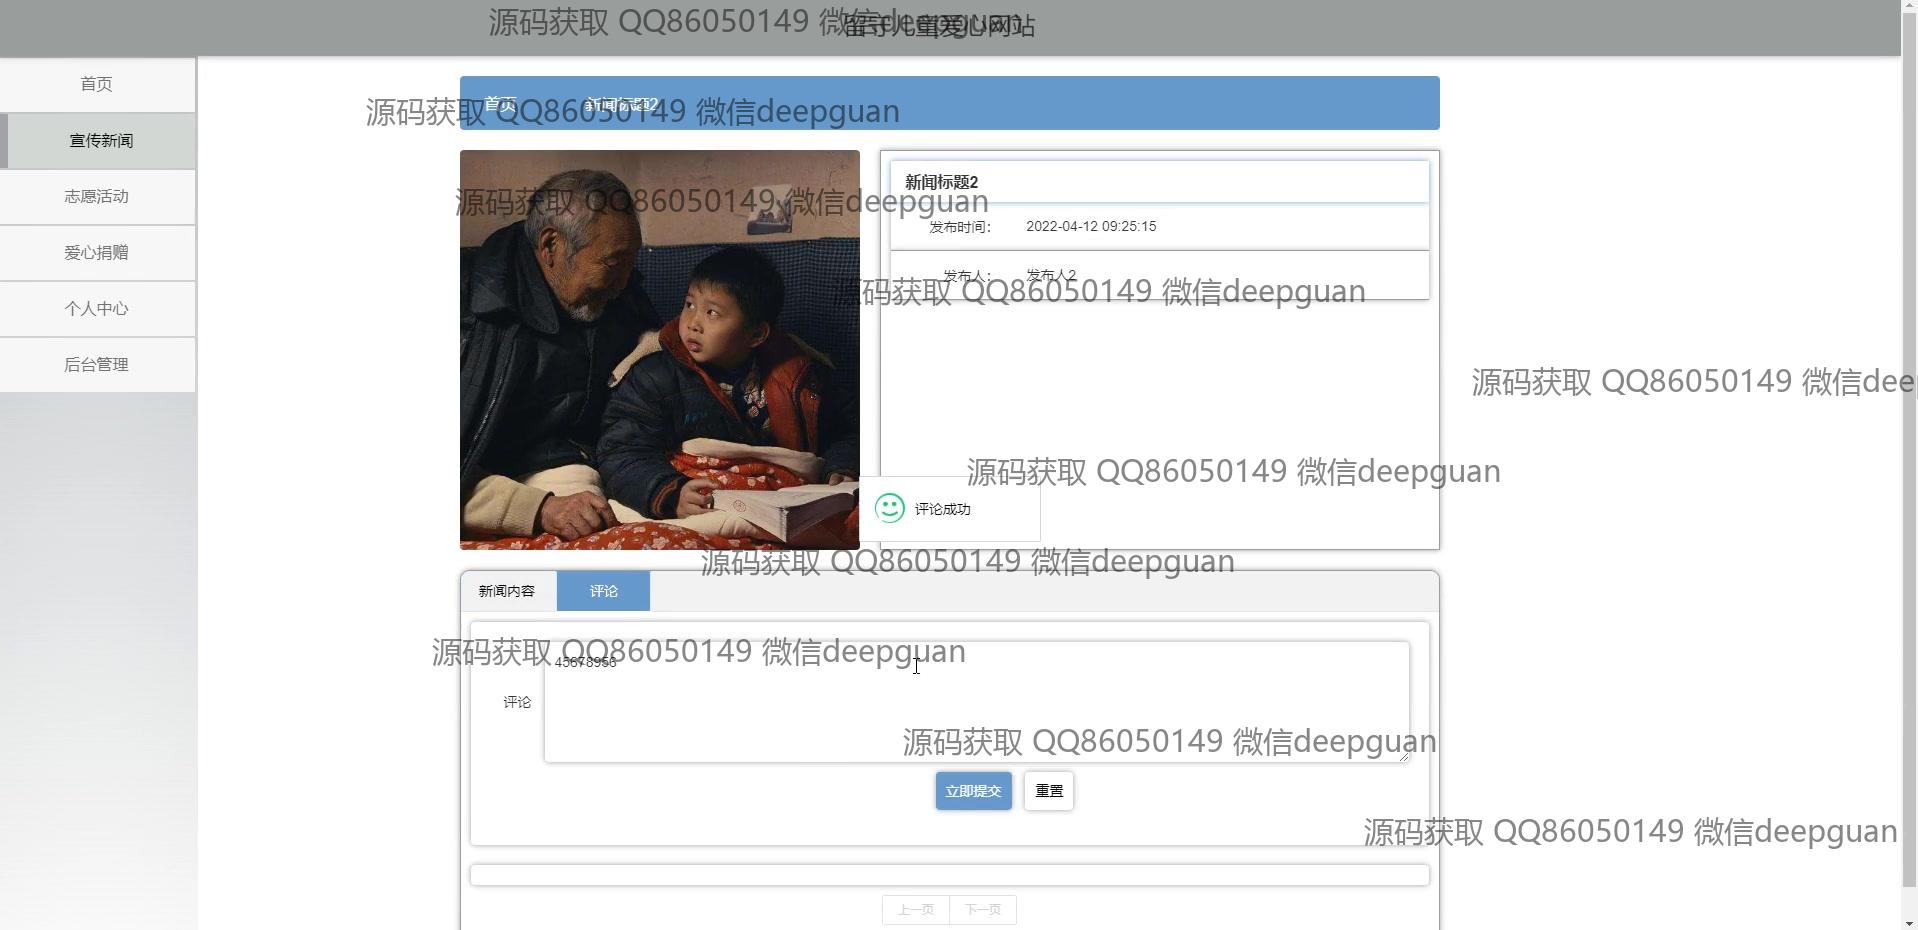 源码获取 QQ86050149 微信deepguan
留守儿童爱心网站
首页
宣传新闻
志愿活动
爱心捐赠
个人中心
后台管理
首页 新闻标题2
源码获取 QQ86050149 微信deepguan
新闻标题2
源码获取 QQ86050149 微信deepguan
发布时间： 2022-04-12 09:25:15
发布人： 发布人2
源码获取 QQ86050149 微信deepguan
源码获取 QQ86050149 微信dee
源码获取 QQ86050149 微信deepguan
评论成功
源码获取 QQ86050149 微信deepguan
新闻内容 评论
源码获取 QQ86050149 微信deepguan
评论
源码获取 QQ86050149 微信deepguan
立即提交 重置
源码获取 QQ86050149 微信deepguan
上一页 下一页